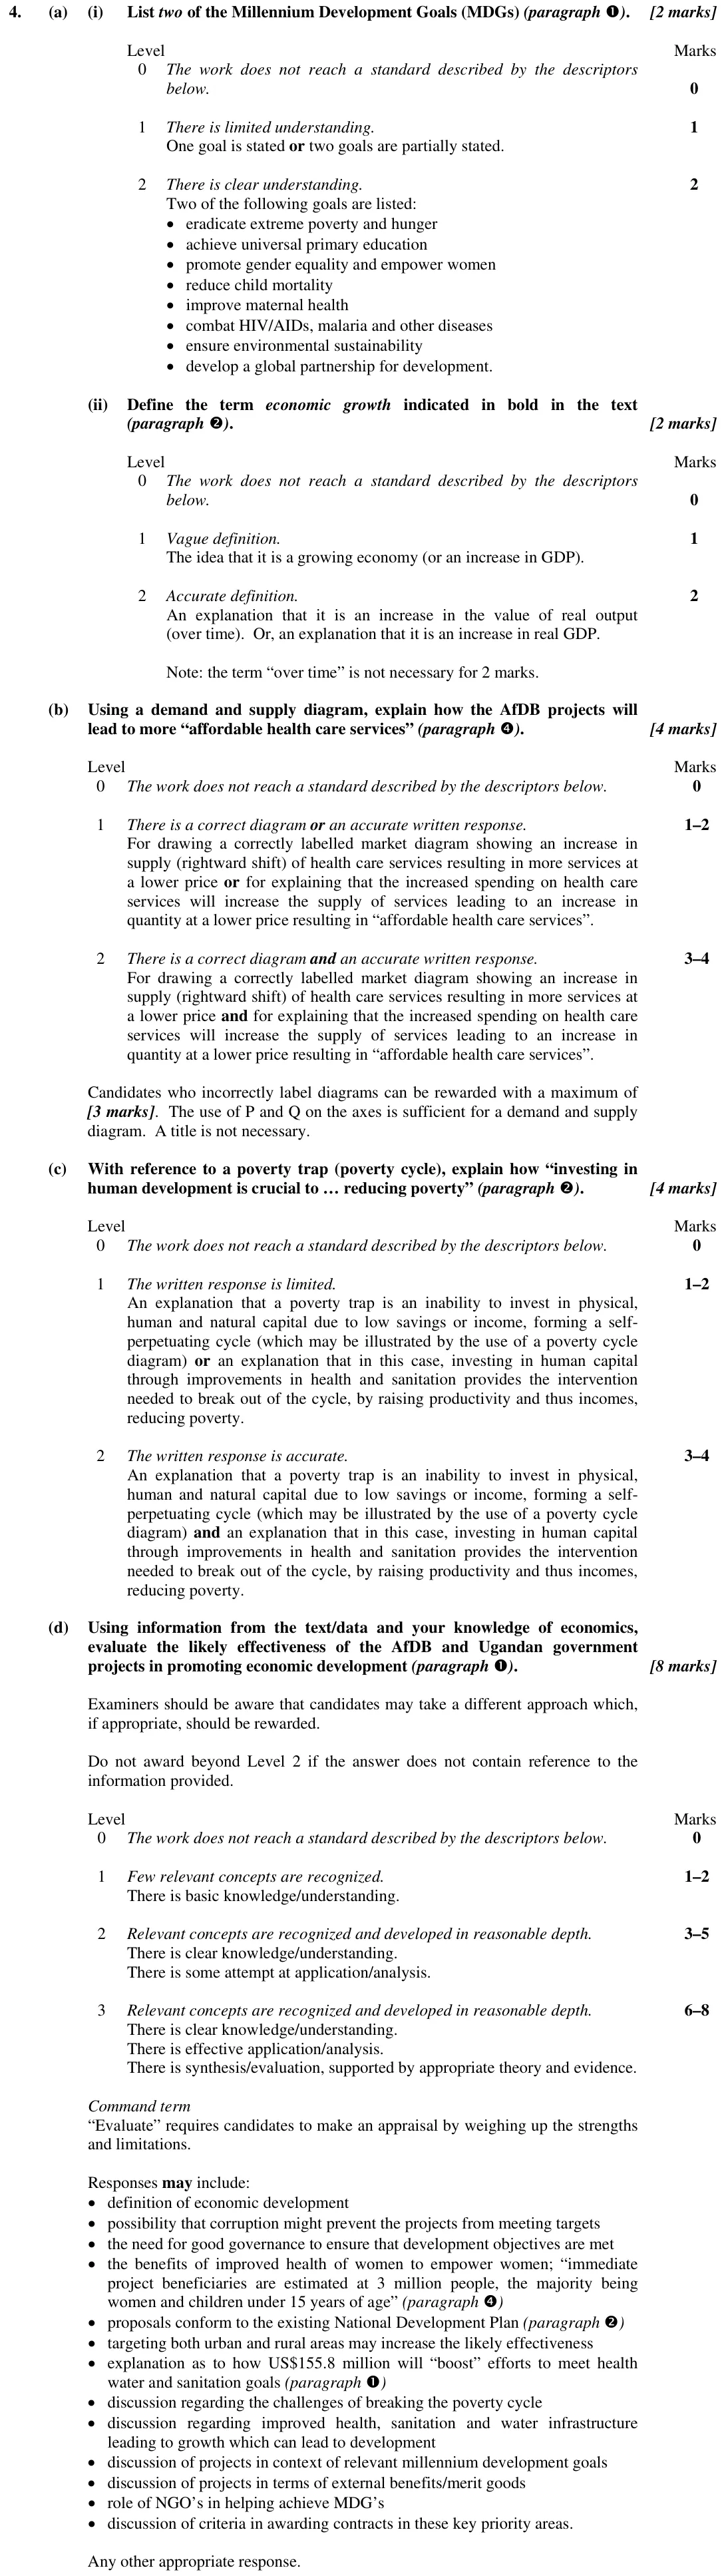 4. (a) (i) List two of the Millennium Development Goals (MDGs) (paragraph ❶). [2 marks]
Level Marks
0 The work does not reach a standard described by the descriptors
below. 0
1 There is limited understanding. 1
One goal is stated or two goals are partially stated.
2 There is clear understanding. 2
Two of the following goals are listed:
• eradicate extreme poverty and hunger
• achieve universal primary education
• promote gender equality and empower women
• reduce child mortality
• improve maternal health
• combat HIV/AIDs, malaria and other diseases
• ensure environmental sustainability
• develop a global partnership for development.
(ii) Define the term economic growth indicated in bold in the text
(paragraph ❷). [2 marks]
Level Marks
0 The work does not reach a standard described by the descriptors
below. 0
1 Vague definition. 1
The idea that it is a growing economy (or an increase in GDP).
2 Accurate definition. 2
An explanation that it is an increase in the value of real output
(over time). Or, an explanation that it is an increase in real GDP.
Note: the term “over time” is not necessary for 2 marks.
(b) Using a demand and supply diagram, explain how the AfDB projects will
lead to more “affordable health care services” (paragraph ❹). [4 marks]
Level Marks
0 The work does not reach a standard described by the descriptors below. 0
1 There is a correct diagram or an accurate written response. 1–2
For drawing a correctly labelled market diagram showing an increase in
supply (rightward shift) of health care services resulting in more services at
a lower price or for explaining that the increased spending on health care
services will increase the supply of services leading to an increase in
quantity at a lower price resulting in “affordable health care services”.
2 There is a correct diagram and an accurate written response. 3–4
For drawing a correctly labelled market diagram showing an increase in
supply (rightward shift) of health care services resulting in more services at
a lower price and for explaining that the increased spending on health care
services will increase the supply of services leading to an increase in
quantity at a lower price resulting in “affordable health care services”.
Candidates who incorrectly label diagrams can be rewarded with a maximum of
[3 marks]. The use of P and Q on the axes is sufficient for a demand and supply
diagram. A title is not necessary.
(c) With reference to a poverty trap (poverty cycle), explain how “investing in
human development is crucial to … reducing poverty” (paragraph ❷). [4 marks]
Level Marks
0 The work does not reach a standard described by the descriptors below. 0
1 The written response is limited. 1–2
An explanation that a poverty trap is an inability to invest in physical,
human and natural capital due to low savings or income, forming a self-
perpetuating cycle (which may be illustrated by the use of a poverty cycle
diagram) or an explanation that in this case, investing in human capital
through improvements in health and sanitation provides the intervention
needed to break out of the cycle, by raising productivity and thus incomes,
reducing poverty.
2 The written response is accurate. 3–4
An explanation that a poverty trap is an inability to invest in physical,
human and natural capital due to low savings or income, forming a self-
perpetuating cycle (which may be illustrated by the use of a poverty cycle
diagram) and an explanation that in this case, investing in human capital
through improvements in health and sanitation provides the intervention
needed to break out of the cycle, by raising productivity and thus incomes,
reducing poverty.
(d) Using information from the text/data and your knowledge of economics,
evaluate the likely effectiveness of the AfDB and Ugandan government
projects in promoting economic development (paragraph ❶). [8 marks]
Examiners should be aware that candidates may take a different approach which,
if appropriate, should be rewarded.
Do not award beyond Level 2 if the answer does not contain reference to the
information provided.
Level Marks
0 The work does not reach a standard described by the descriptors below. 0
1 Few relevant concepts are recognized. 1–2
There is basic knowledge/understanding.
2 Relevant concepts are recognized and developed in reasonable depth. 3–5
There is clear knowledge/understanding.
There is some attempt at application/analysis.
3 Relevant concepts are recognized and developed in reasonable depth. 6–8
There is clear knowledge/understanding.
There is effective application/analysis.
There is synthesis/evaluation, supported by appropriate theory and evidence.
Command term
“Evaluate” requires candidates to make an appraisal by weighing up the strengths
and limitations.
Responses may include:
• definition of economic development
• possibility that corruption might prevent the projects from meeting targets
• the need for good governance to ensure that development objectives are met
• the benefits of improved health of women to empower women; “immediate
project beneficiaries are estimated at 3 million people, the majority being
women and children under 15 years of age” (paragraph ❹)
• proposals conform to the existing National Development Plan (paragraph ❷)
• targeting both urban and rural areas may increase the likely effectiveness
• explanation as to how US$155.8 million will “boost” efforts to meet health
water and sanitation goals (paragraph ❶)
• discussion regarding the challenges of breaking the poverty cycle
• discussion regarding improved health, sanitation and water infrastructure
leading to growth which can lead to development
• discussion of projects in context of relevant millennium development goals
• discussion of projects in terms of external benefits/merit goods
• role of NGO’s in helping achieve MDG’s
• discussion of criteria in awarding contracts in these key priority areas.
Any other appropriate response.